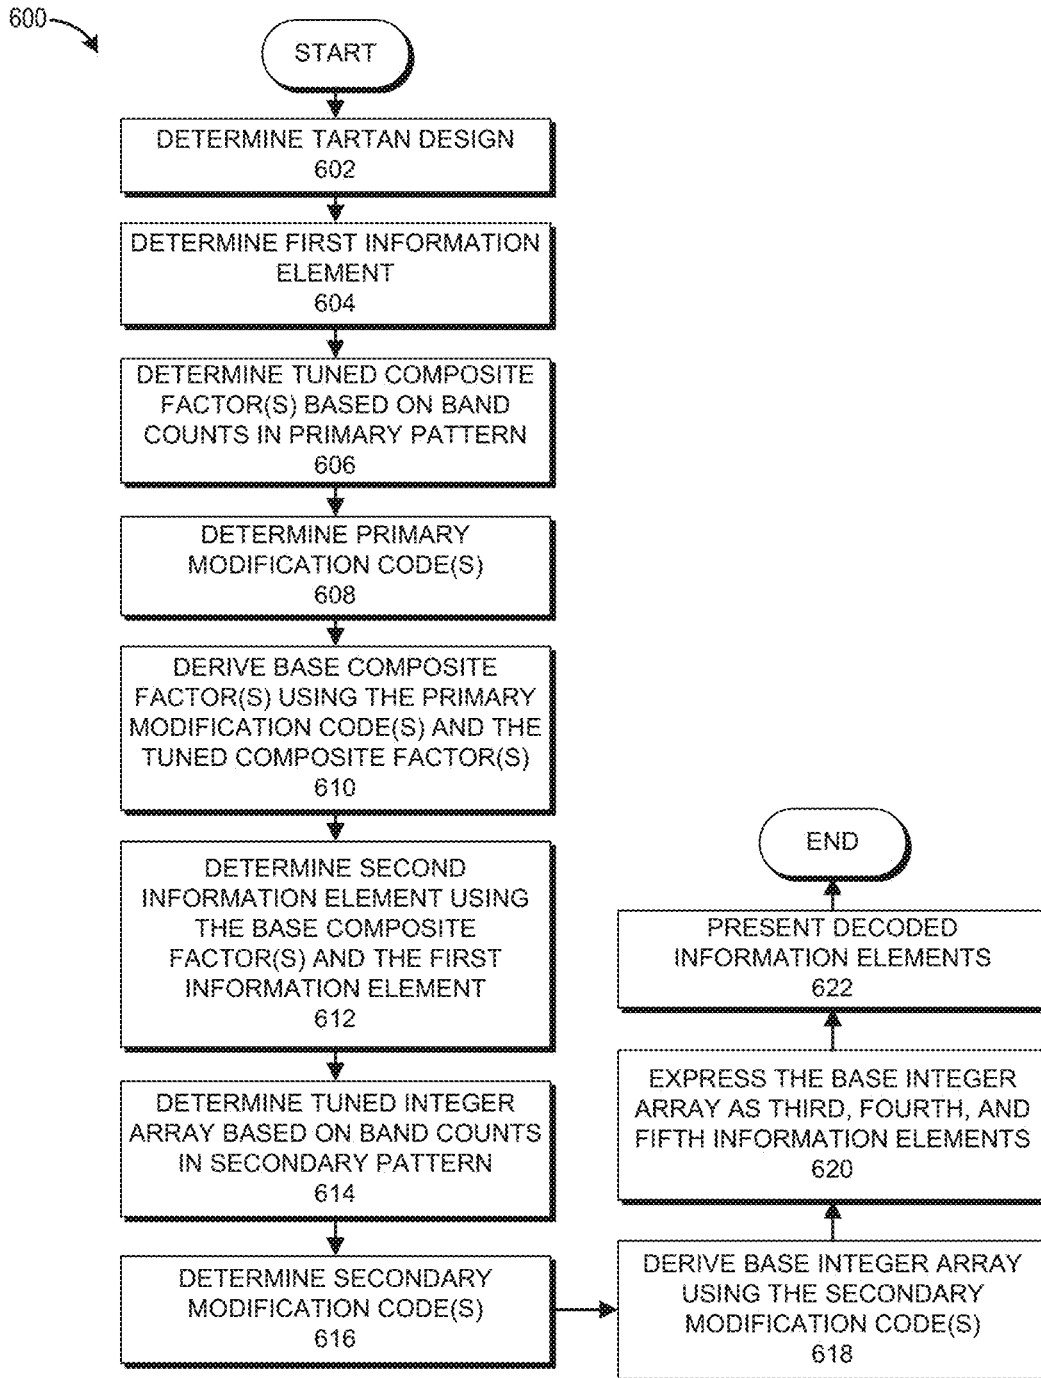 600
START
DETERMINE TARTAN DESIGN
602
DETERMINE FIRST INFORMATION
ELEMENT
604
DETERMINE TUNED COMPOSITE
FACTOR(S) BASED ON BAND
COUNTS IN PRIMARY PATTERN
606
DETERMINE PRIMARY
MODIFICATION CODE(S)
608
DERIVE BASE COMPOSITE
FACTOR(S) USING THE PRIMARY
MODIFICATION CODE(S) AND THE
TUNED COMPOSITE FACTOR(S)
610
DETERMINE SECOND
INFORMATION ELEMENT USING
THE BASE COMPOSITE
FACTOR(S) AND THE FIRST
INFORMATION ELEMENT
612
DETERMINE TUNED INTEGER
ARRAY BASED ON BAND COUNTS
IN SECONDARY PATTERN
614
DETERMINE SECONDARY
MODIFICATION CODE(S)
616
DERIVE BASE INTEGER ARRAY
USING THE SECONDARY
MODIFICATION CODE(S)
618
EXPRESS THE BASE INTEGER
ARRAY AS THIRD, FOURTH, AND
FIFTH INFORMATION ELEMENTS
620
PRESENT DECODED
INFORMATION ELEMENTS
622
END